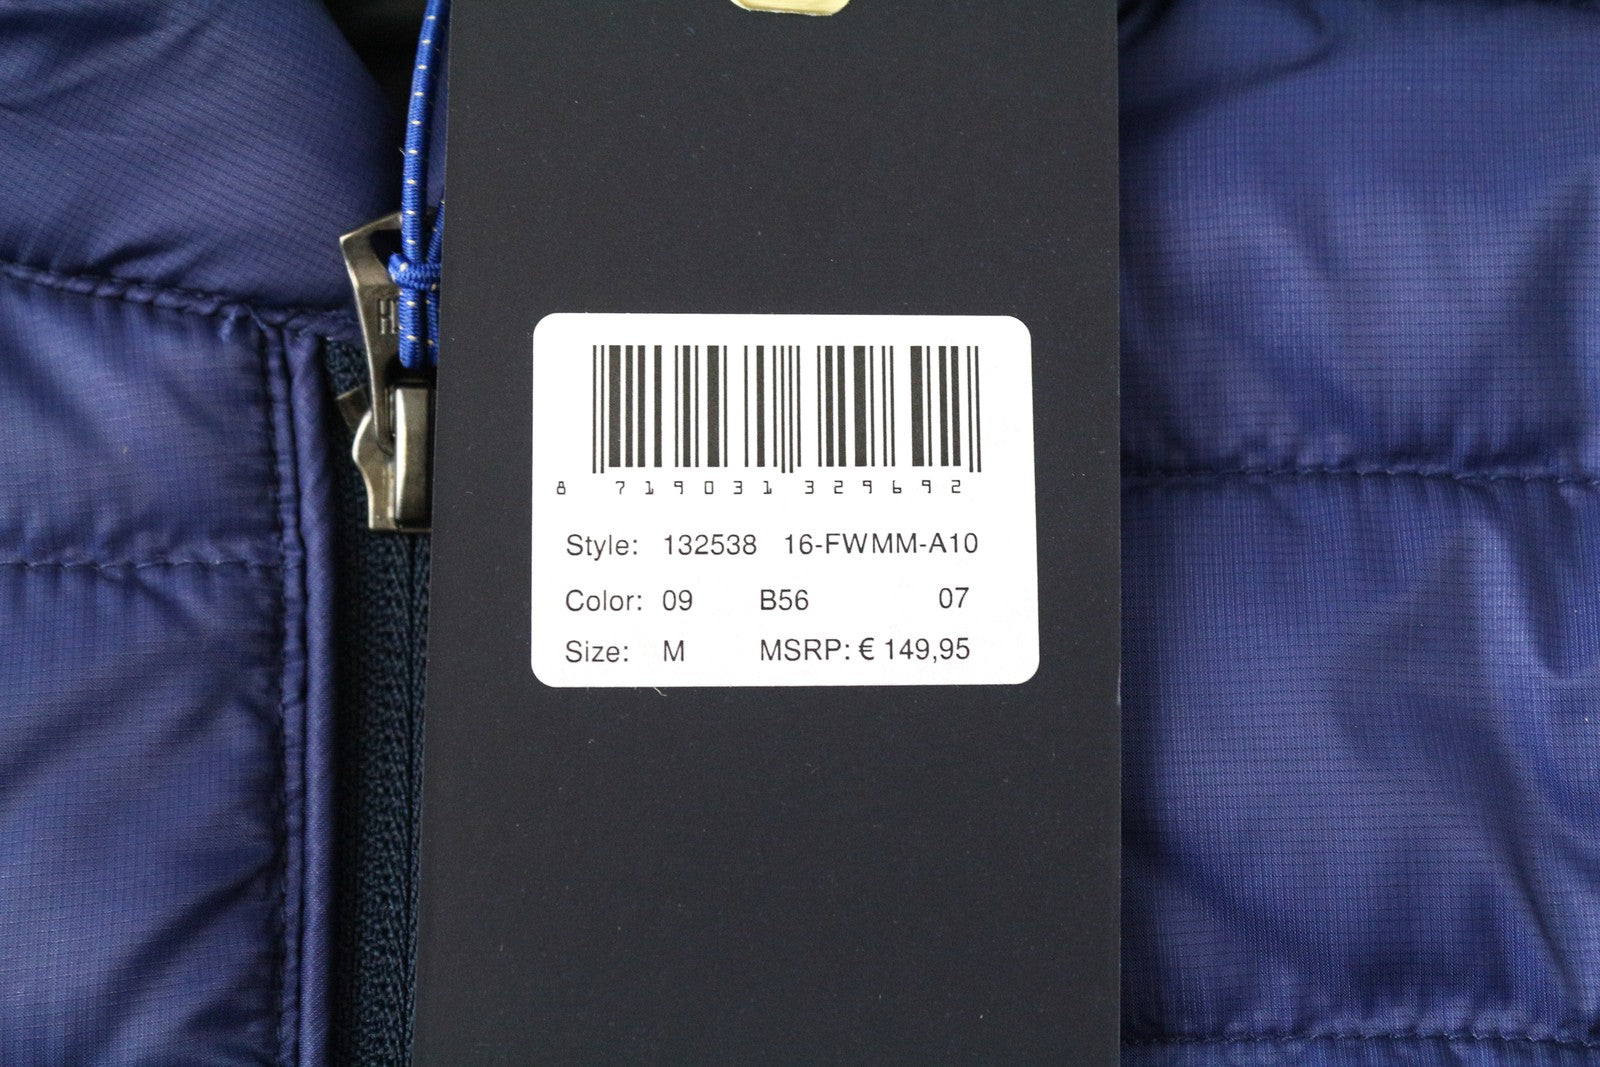 8 719031 329692
Style: 132538 16-FWMM-A10
Color: 09 B56 07
Size: M MSRP: € 149,95